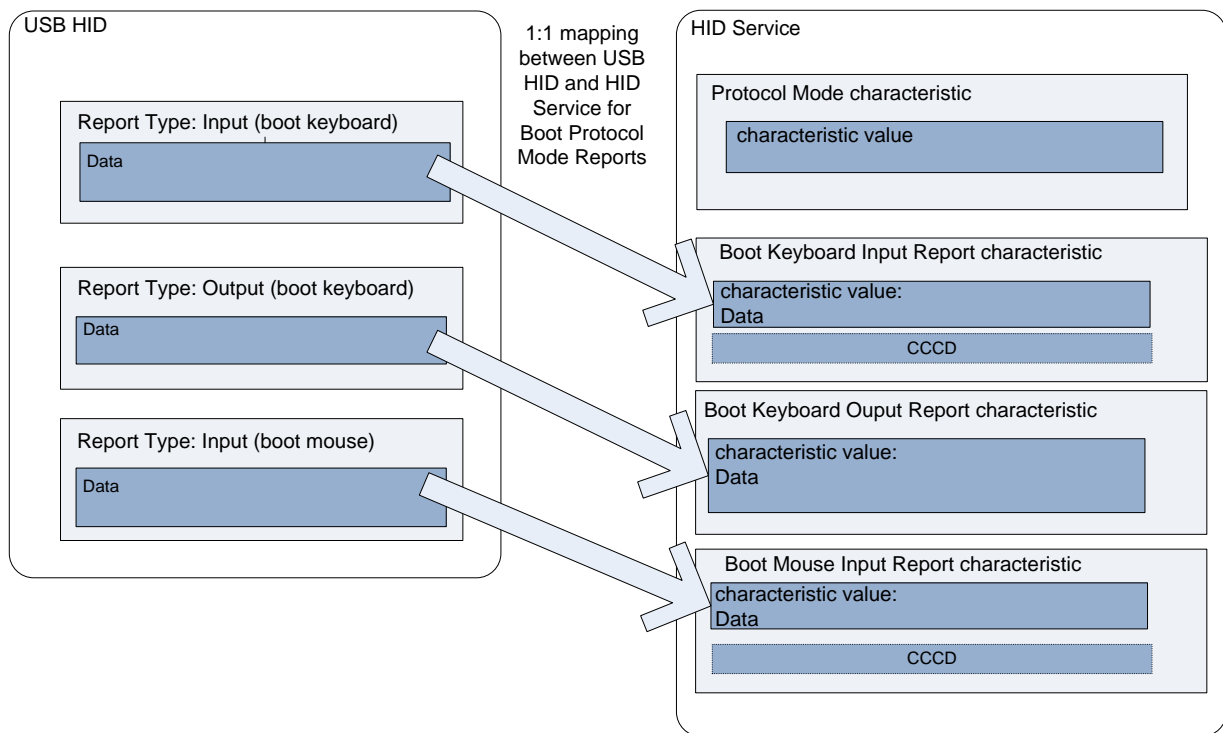 USB HID
Report Type: Input (boot keyboard)
Data
Report Type: Output (boot keyboard)
Data
Report Type: Input (boot mouse)
Data
1:1 mapping
between USB
HID and HID
Service for
Boot Protocol
Mode Reports
HID Service
Protocol Mode characteristic
characteristic value
Boot Keyboard Input Report characteristic
characteristic value:
Data
CCCD
Boot Keyboard Ouput Report characteristic
characteristic value:
Data
Boot Mouse Input Report characteristic
characteristic value:
Data
CCCD